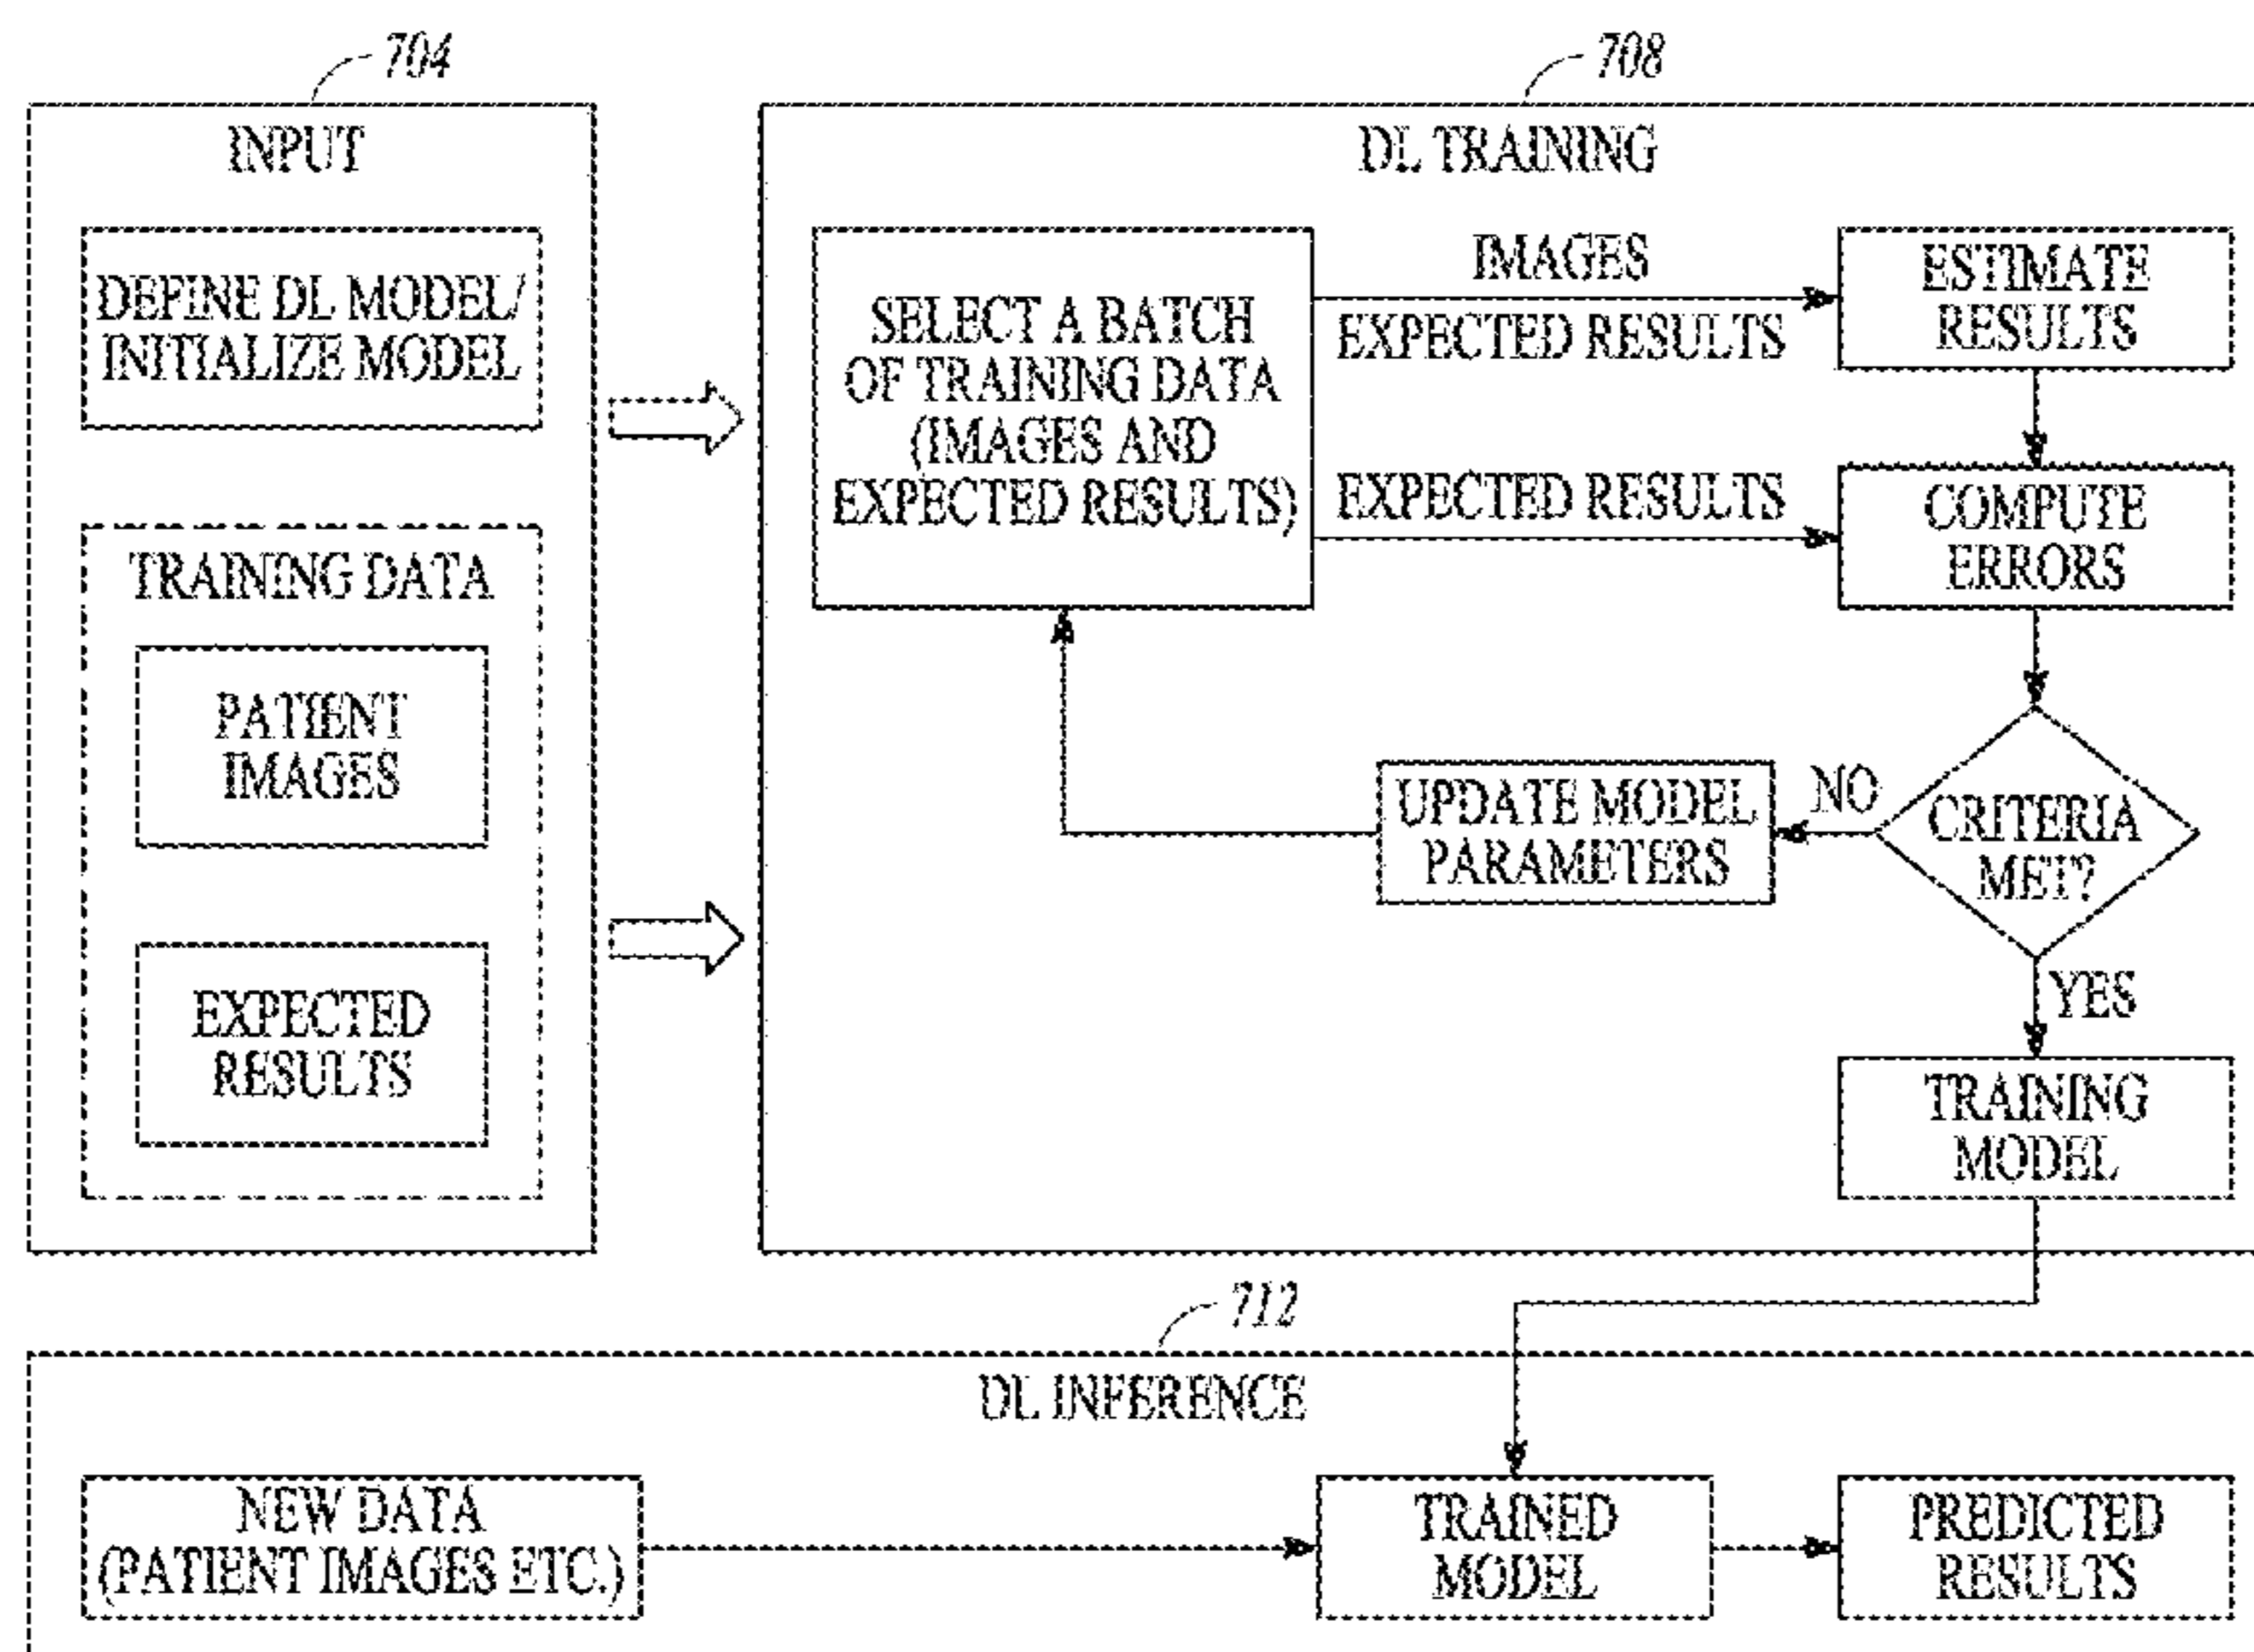 704
INPUT
DEFINE DL MODEL/
INITIALIZE MODEL
TRAINING DATA
PATIENT
IMAGES
EXPECTED
RESULTS
708
DL TRAINING
SELECT A BATCH
OF TRAINING DATA
(IMAGES AND
EXPECTED RESULTS)
IMAGES
EXPECTED RESULTS
EXPECTED RESULTS
ESTIMATE
RESULTS
COMPUTE
ERRORS
CRITERIA
MET?
NO
UPDATE MODEL
PARAMETERS
YES
TRAINING
MODEL
712
DL INFERENCE
NEW DATA
(PATIENT IMAGES ETC.)
TRAINED
MODEL
PREDICTED
RESULTS